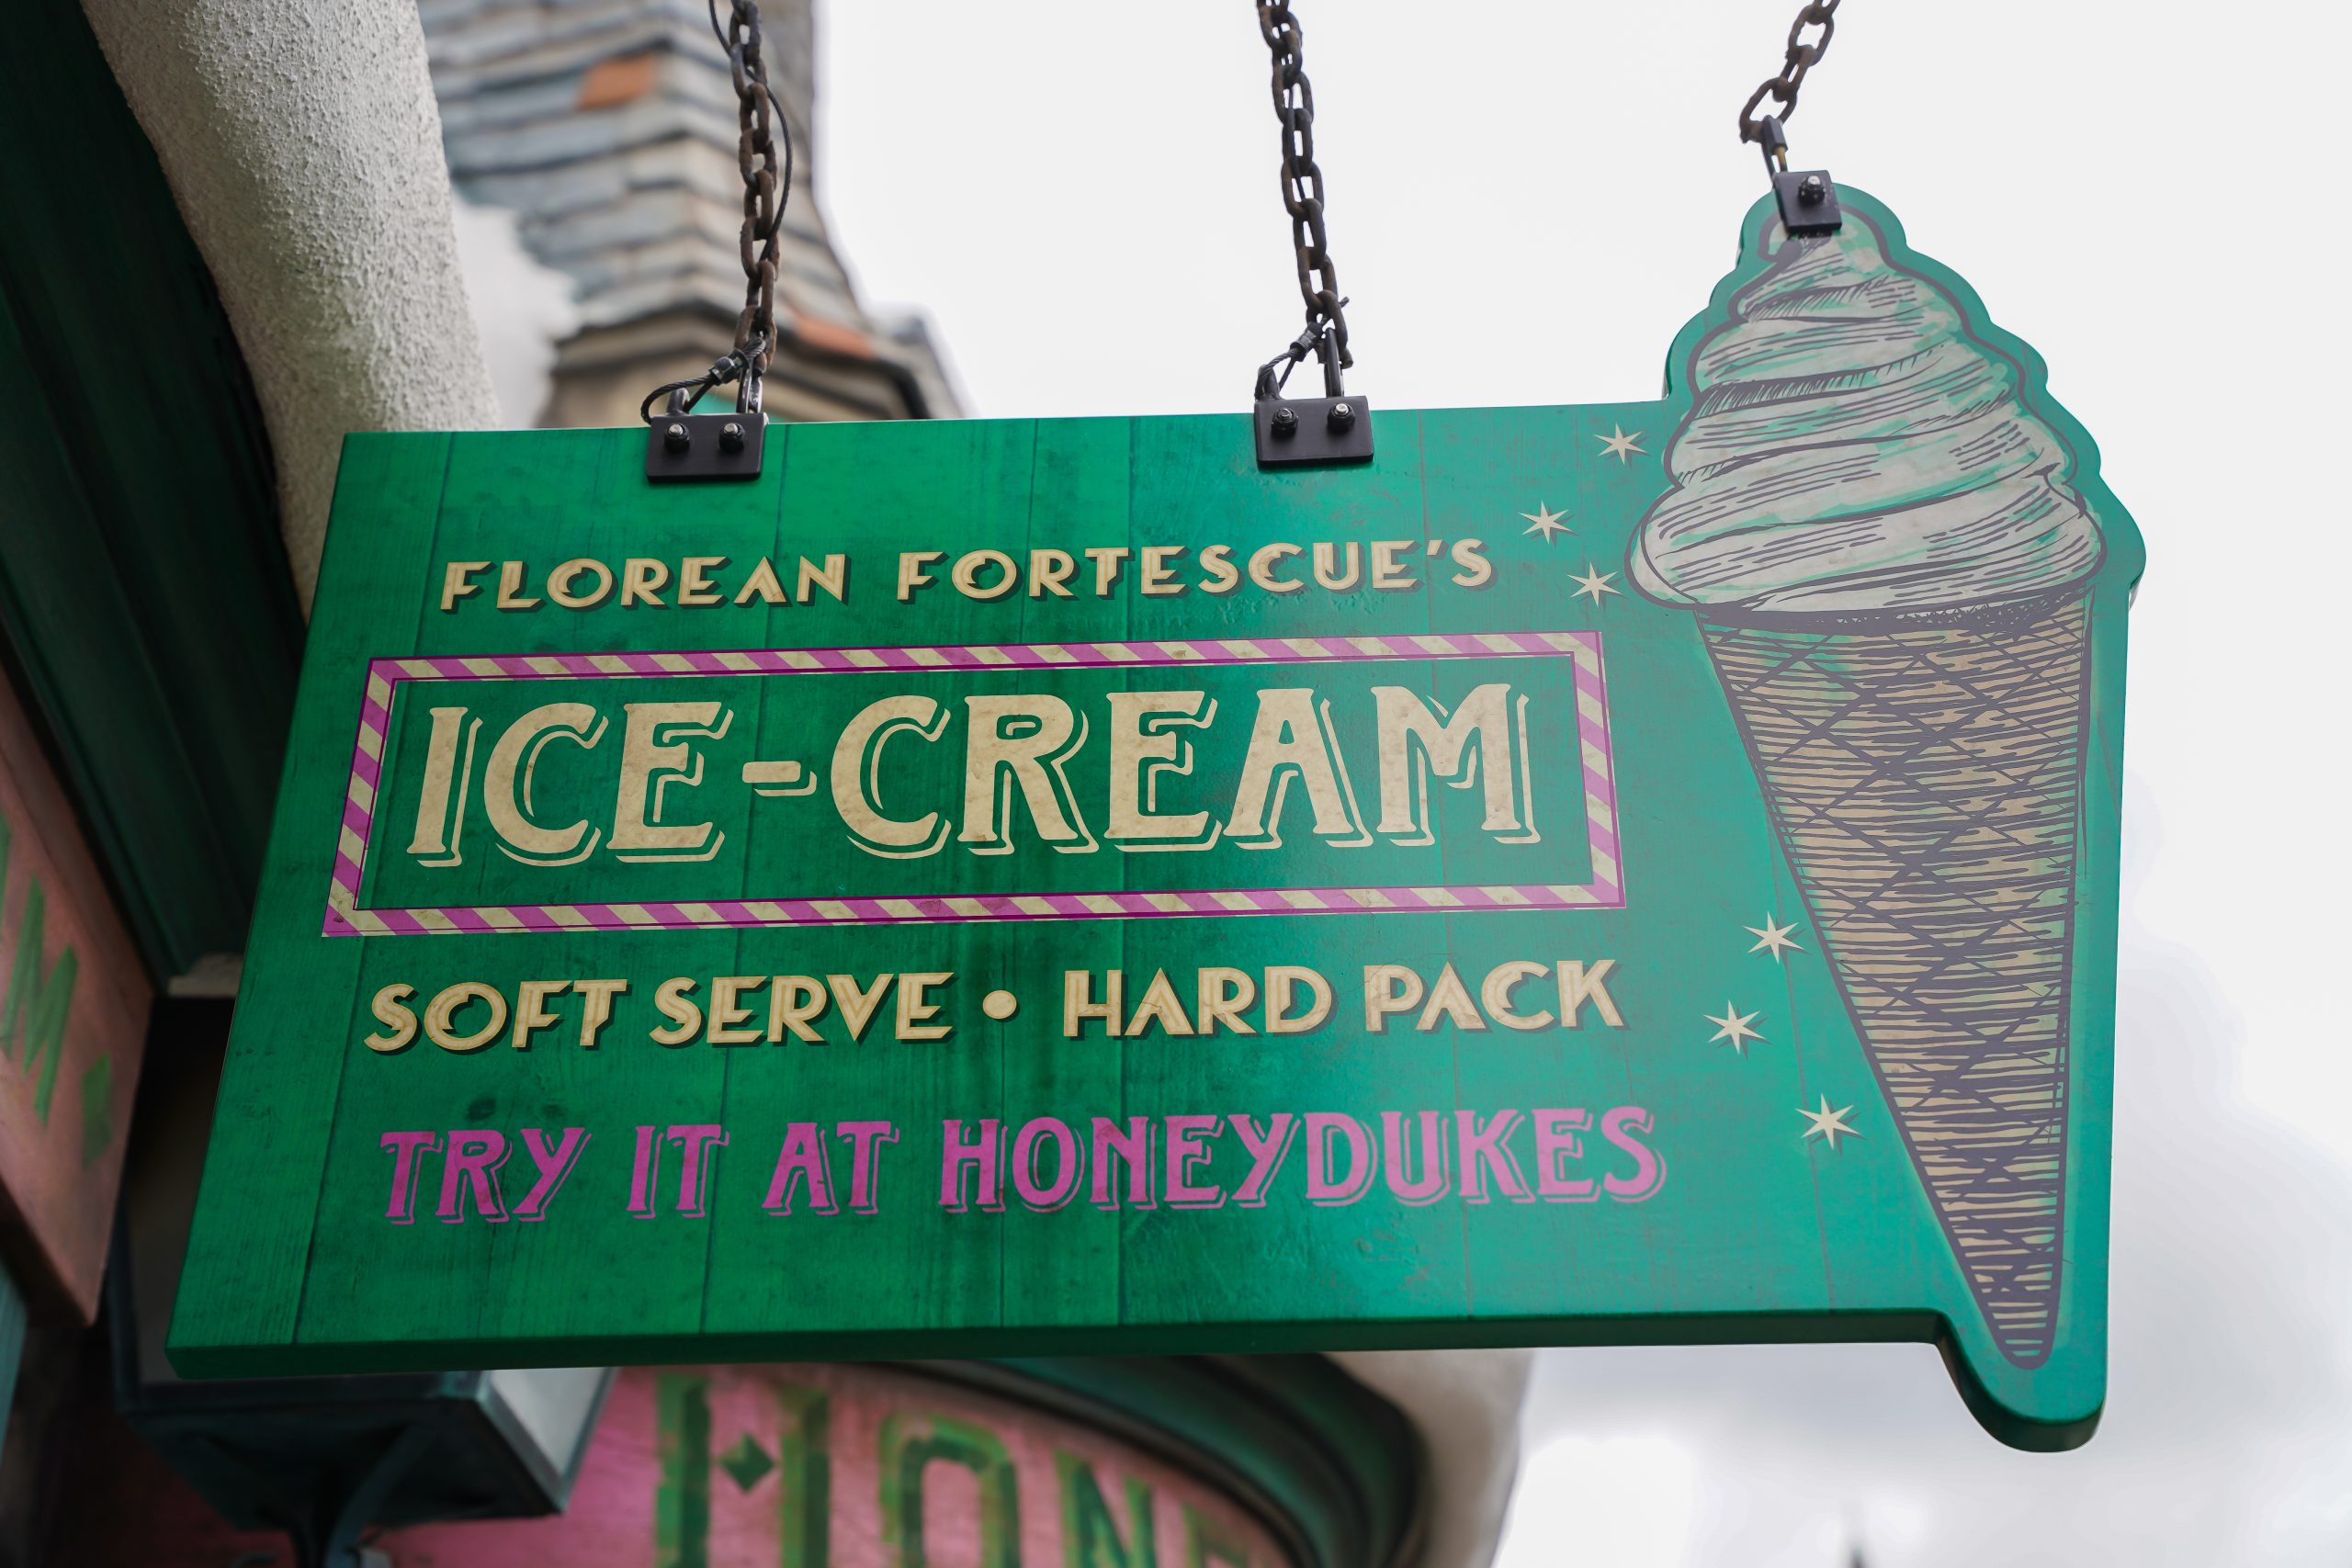 FLOREAN FORTESCUE'S
ICE-CREAM
SOFT SERVE • HARD PACK
TRY IT AT HONEYDUKES